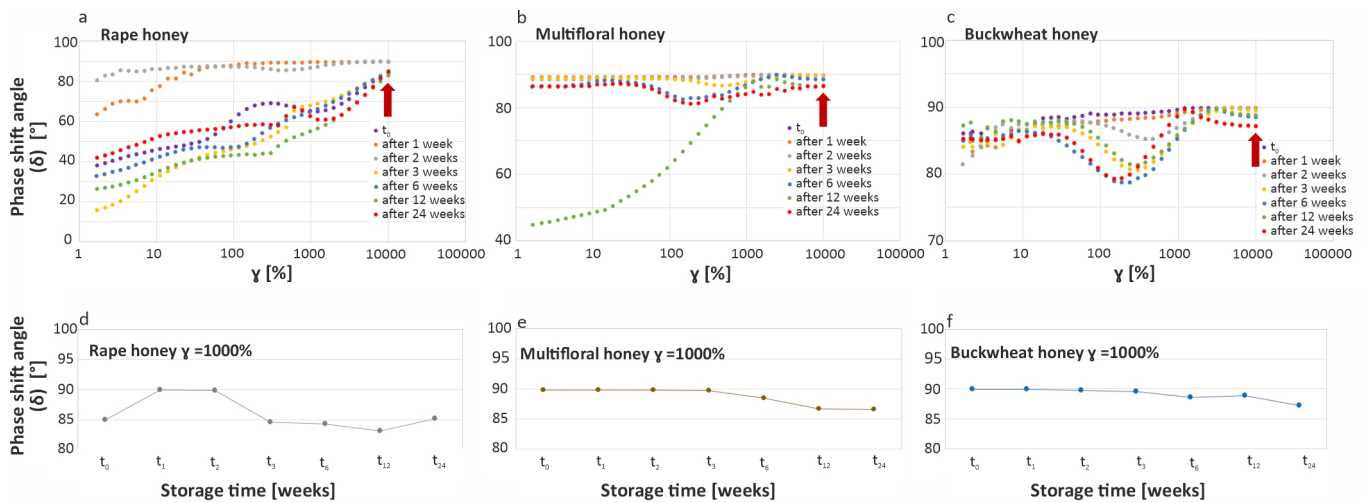 a
Rape honey
Phase shift angle
(δ) [°]
100
80
60
40
20
0
1
10
100
1000
10000
100000
ɣ [%]
t₀
after 1 week
after 2 weeks
after 3 weeks
after 6 weeks
after 12 weeks
after 24 weeks
b
Multifloral honey
100
80
60
40
1
10
100
1000
10000
100000
ɣ [%]
t₀
after 1 week
after 2 weeks
after 3 weeks
after 6 weeks
after 12 weeks
after 24 weeks
c
Buckwheat honey
100
90
80
70
1
10
100
1000
10000
100000
ɣ [%]
t₀
after 1 week
after 2 weeks
after 3 weeks
after 6 weeks
after 12 weeks
after 24 weeks
d
Rape honey ɣ =1000%
Phase shift angle
(δ) [°]
100
95
90
85
80
t₀ t₁ t₂ t₃ t₆ t₁₂ t₂₄
Storage time [weeks]
e
Multifloral honey ɣ =1000%
100
95
90
85
80
t₀ t₁ t₂ t₃ t₆ t₁₂ t₂₄
Storage time [weeks]
f
Buckwheat honey ɣ =1000%
100
95
90
85
80
t₀ t₁ t₂ t₃ t₆ t₁₂ t₂₄
Storage time [weeks]